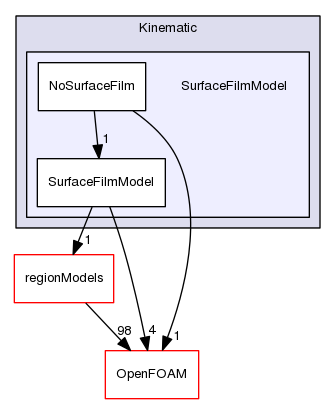 Kinematic
NoSurfaceFilm
SurfaceFilmModel
1
SurfaceFilmModel
1
regionModels
98
4
1
OpenFOAM